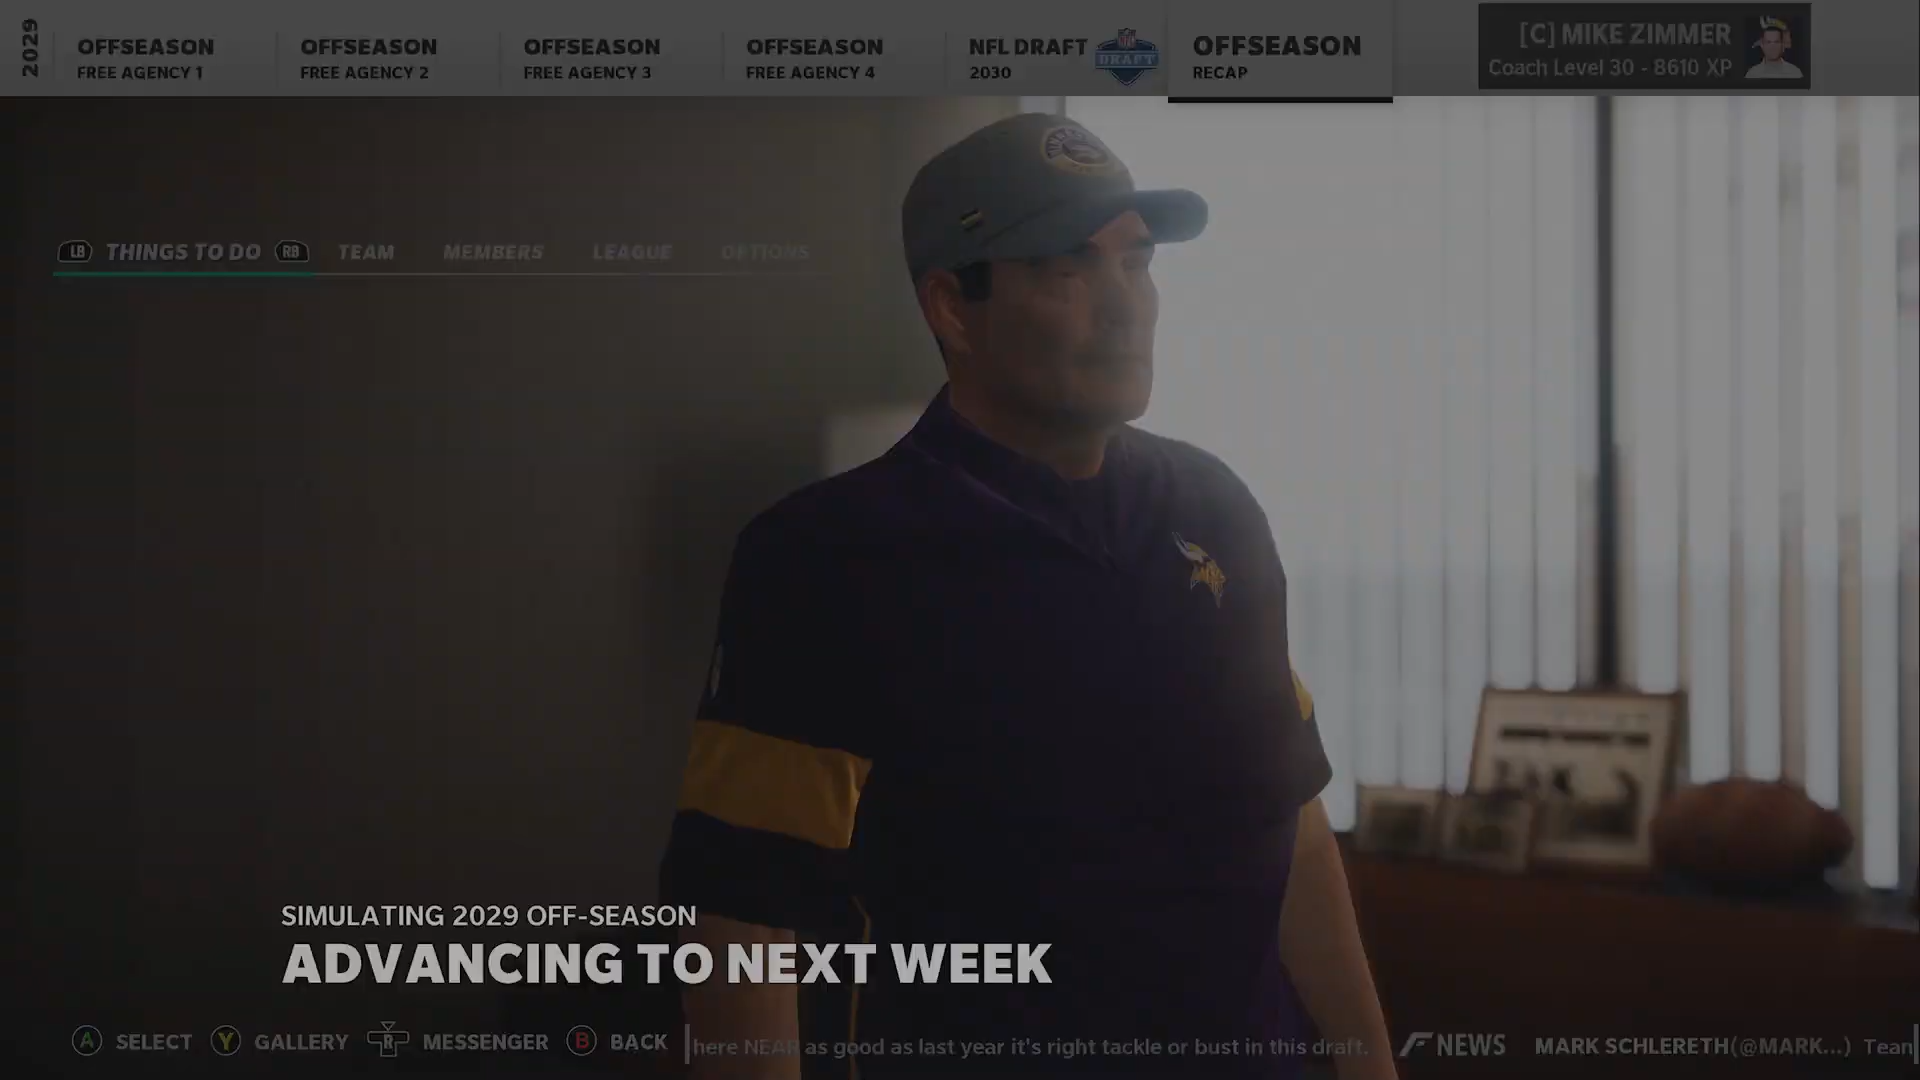 2029
OFFSEASON
FREE AGENCY 1
OFFSEASON
FREE AGENCY 2
OFFSEASON
FREE AGENCY 3
OFFSEASON
FREE AGENCY 4
NFL DRAFT
2030
NFL
DRAFT
OFFSEASON
RECAP
[C] MIKE ZIMMER
Coach Level 30 - 8610 XP
LB THINGS TO DO RB TEAM MEMBERS LEAGUE OPTIONS
SIMULATING 2029 OFF-SEASON
ADVANCING TO NEXT WEEK
A SELECT Y GALLERY R MESSENGER B BACK
here NEAR as good as last year it's right tackle or bust in this draft. NEWS MARK SCHLERETH(@MARK...) Tean